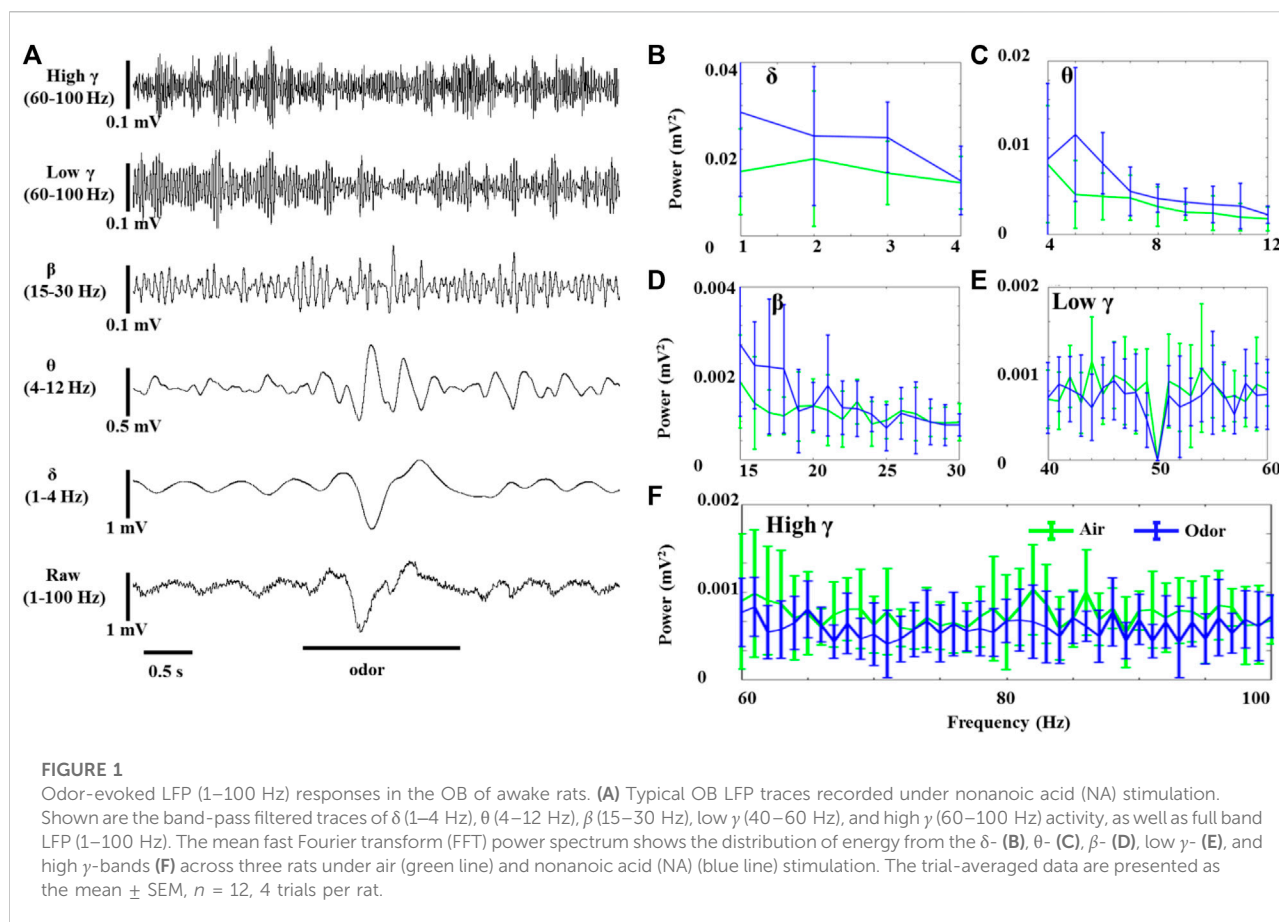 A
High γ
(60-100 Hz)
0.1 mV
Low γ
(60-100 Hz)
0.1 mV
β
(15-30 Hz)
0.1 mV
θ
(4-12 Hz)
0.5 mV
δ
(1-4 Hz)
1 mV
Raw
(1-100 Hz)
1 mV
0.5 s
odor
B
δ
Power (mV²)
0.04
0.02
0
1
2
3
4
C
θ
0.02
0.01
0
4
8
12
D
β
Power (mV²)
0.004
0.002
0
15
20
25
30
E
Low γ
0.002
0.001
0
40
50
60
F
High γ
Air
Odor
Power (mV²)
0.002
0.001
0
60
80
100
Frequency (Hz)
FIGURE 1
Odor-evoked LFP (1–100 Hz) responses in the OB of awake rats. (A) Typical OB LFP traces recorded under nonanoic acid (NA) stimulation.
Shown are the band-pass filtered traces of δ (1–4 Hz), θ (4–12 Hz), β (15–30 Hz), low γ (40–60 Hz), and high γ (60–100 Hz) activity, as well as full band
LFP (1–100 Hz). The mean fast Fourier transform (FFT) power spectrum shows the distribution of energy from the δ- (B), θ- (C), β- (D), low γ- (E), and
high γ-bands (F) across three rats under air (green line) and nonanoic acid (NA) (blue line) stimulation. The trial-averaged data are presented as
the mean ± SEM, n = 12, 4 trials per rat.